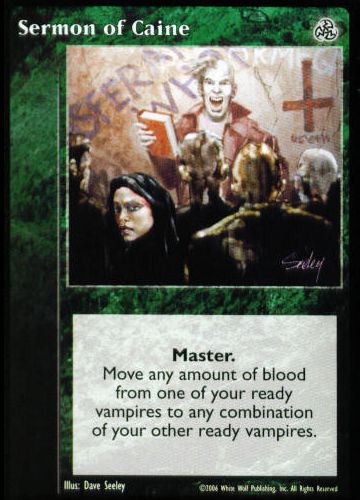 Sermon of Caine
Seeley
Master.
Move any amount of blood
from one of your ready
vampires to any combination
of your other ready vampires.
Illus: Dave Seeley
©2006 White Wolf Publishing, Inc. All Rights Reserved